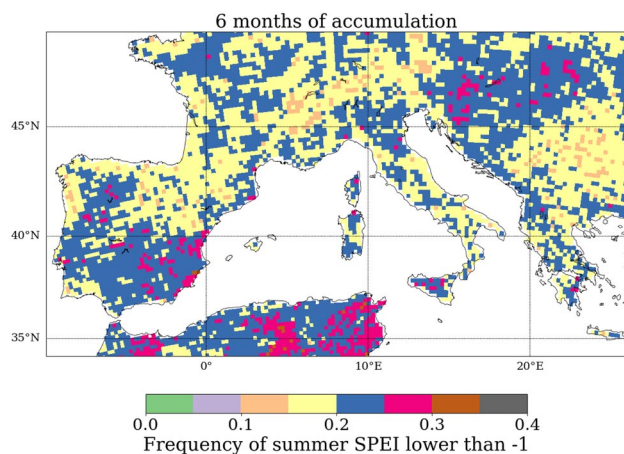 6 months of accumulation
45°N
40°N
35°N
0°
10°E
20°E
0.0
0.1
0.2
0.3
0.4
Frequency of summer SPEI lower than -1